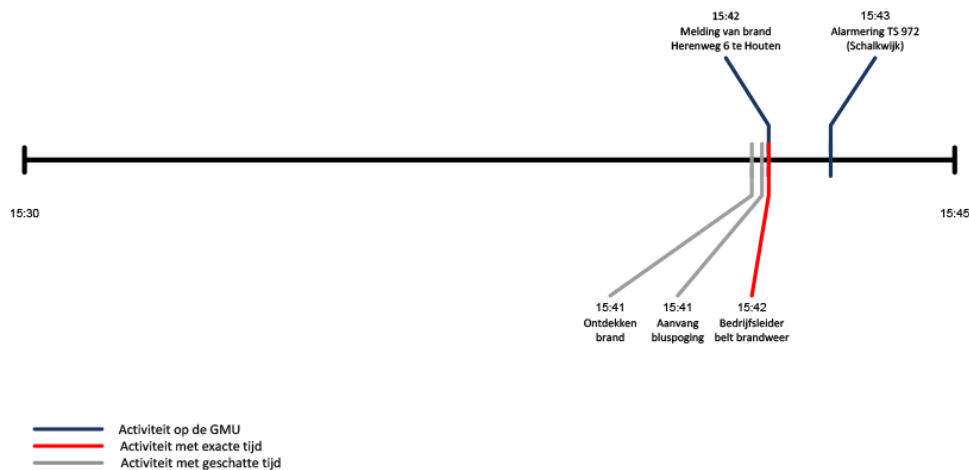 15:42
Melding van brand
Herenweg 6 te Houten
15:43
Alarmering TS 972
(Schalkwijk)
15:30
15:45
15:41
Ontdekken
brand
15:41
Aanvang
bluspoging
15:42
Bedrijfsleider
belt brandweer
Activiteit op de GMU
Activiteit met exacte tijd
Activiteit met geschatte tijd